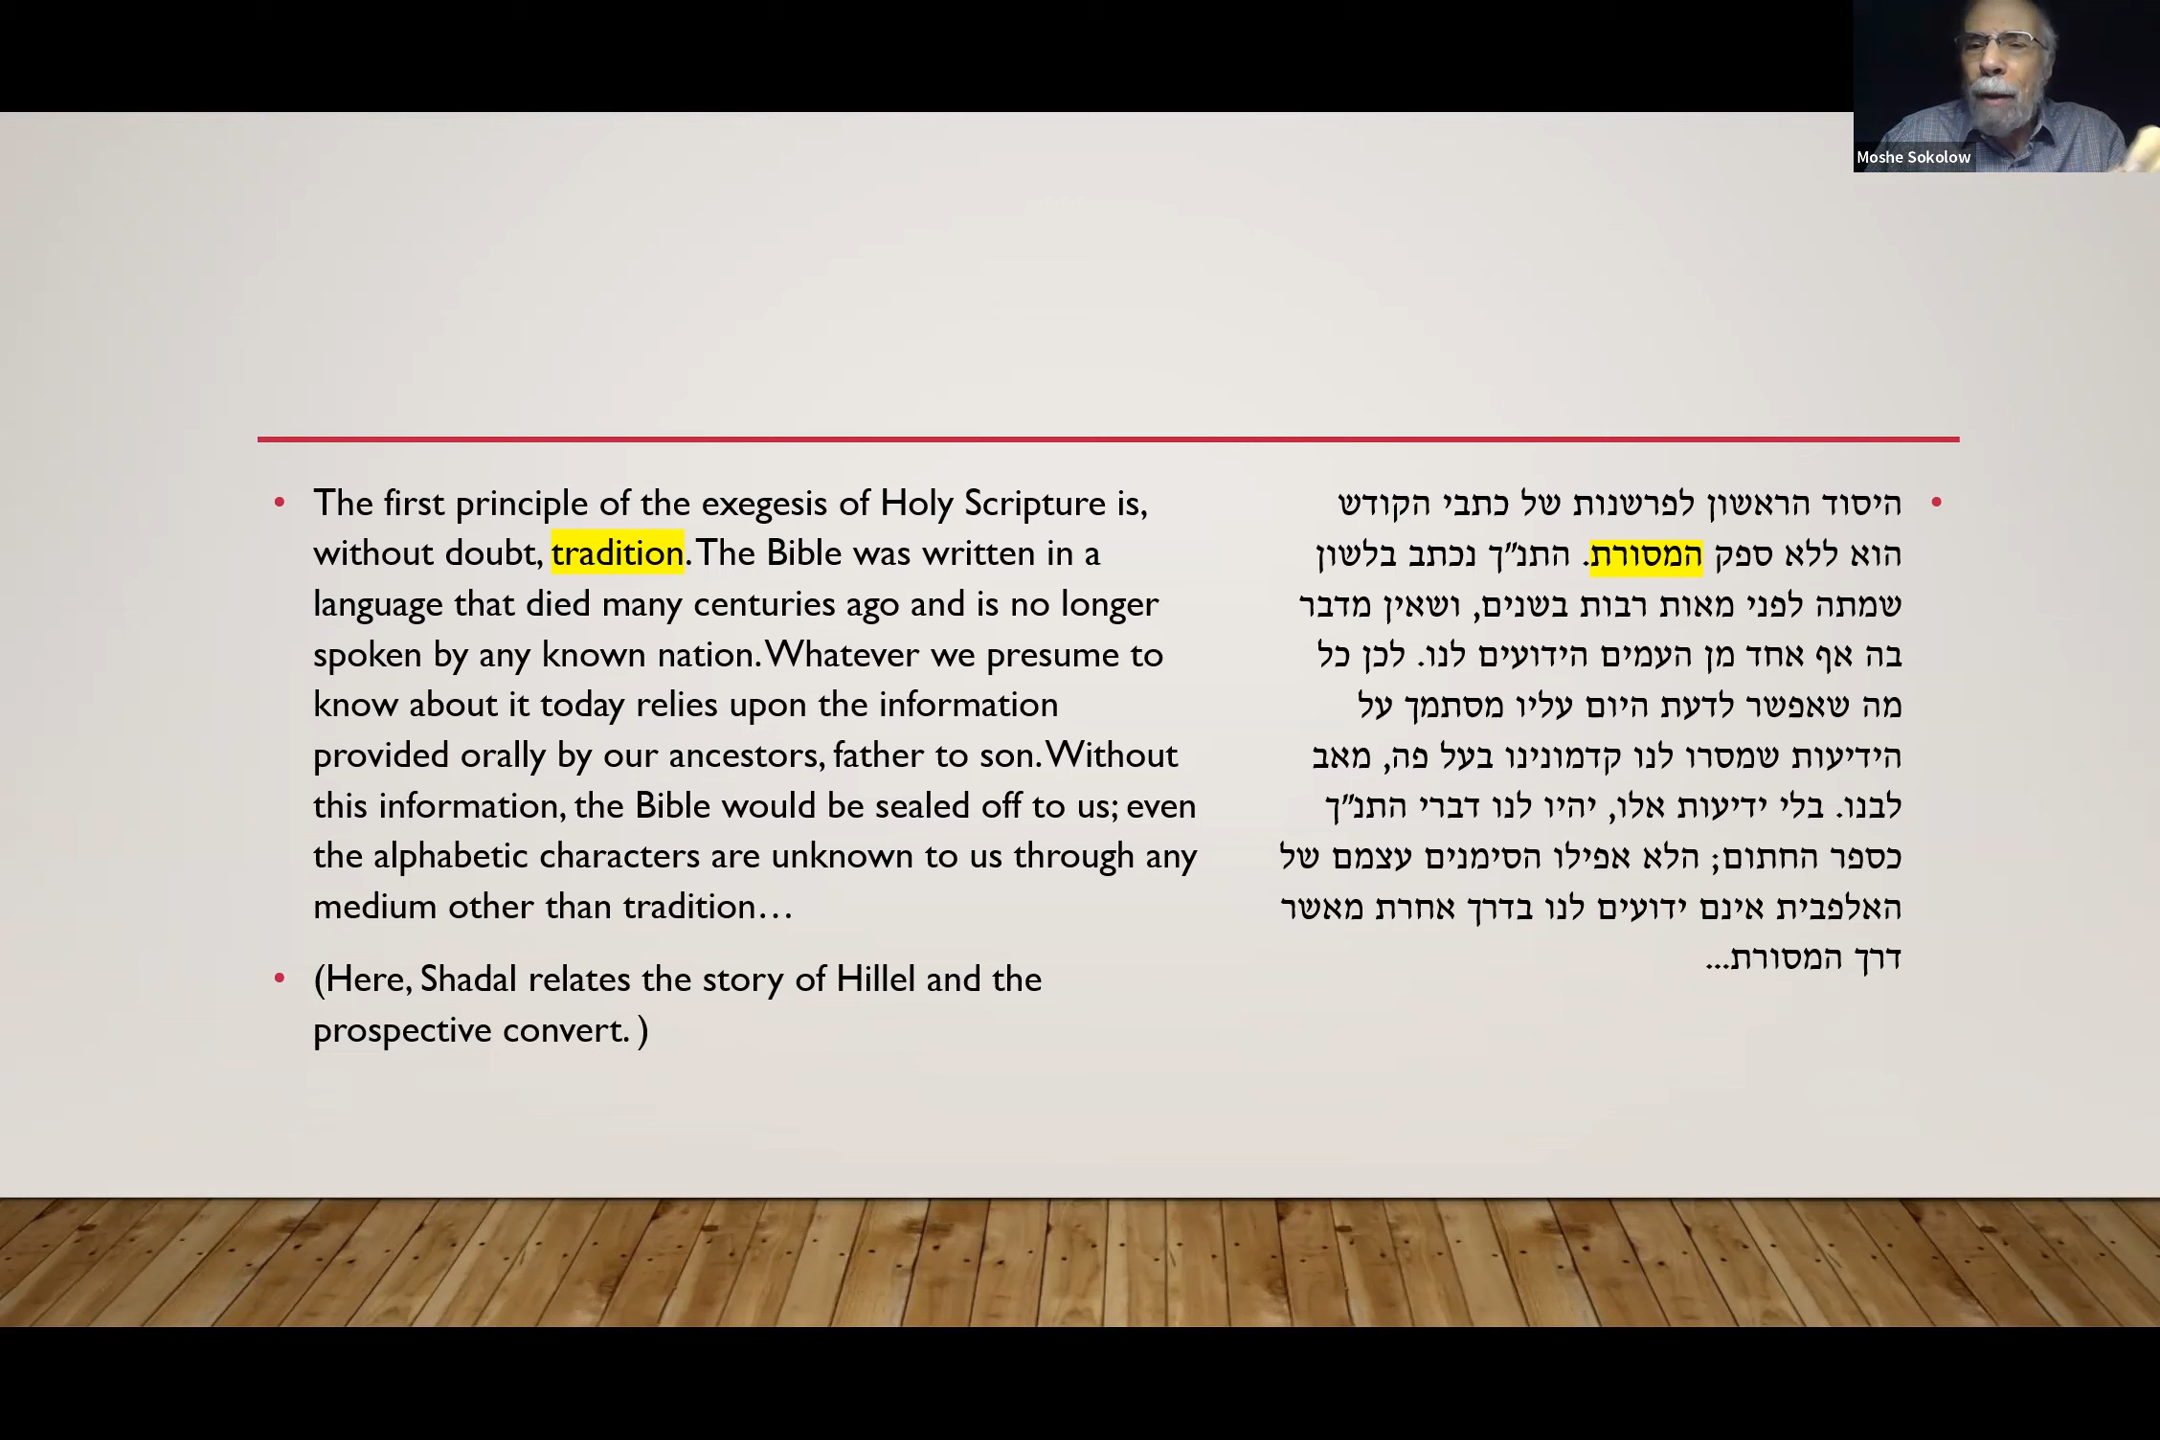 Moshe Sokolow
• The first principle of the exegesis of Holy Scripture is,
without doubt, tradition. The Bible was written in a
language that died many centuries ago and is no longer
spoken by any known nation. Whatever we presume to
know about it today relies upon the information
provided orally by our ancestors, father to son. Without
this information, the Bible would be sealed off to us; even
the alphabetic characters are unknown to us through any
medium other than tradition…
• (Here, Shadal relates the story of Hillel and the
prospective convert. )
• היסוד הראשון לפרשנות של כתבי הקודש
הוא ללא ספק המסורת. התנ״ך נכתב בלשון
שמתה לפני מאות רבות בשנים, ושאין מדבר
בה אף אחד מן העמים הידועים לנו. לכן כל
מה שאפשר לדעת היום עליו מסתמך על
הידיעות שמסרו לנו קדמונינו בעל פה, מאב
לבנו. בלי ידיעות אלו, יהיו לנו דברי התנ״ך
כספר החתום; הלא אפילו הסימנים עצמם של
האלפבית אינם ידועים לנו בדרך אחרת מאשר
דרך המסורת...